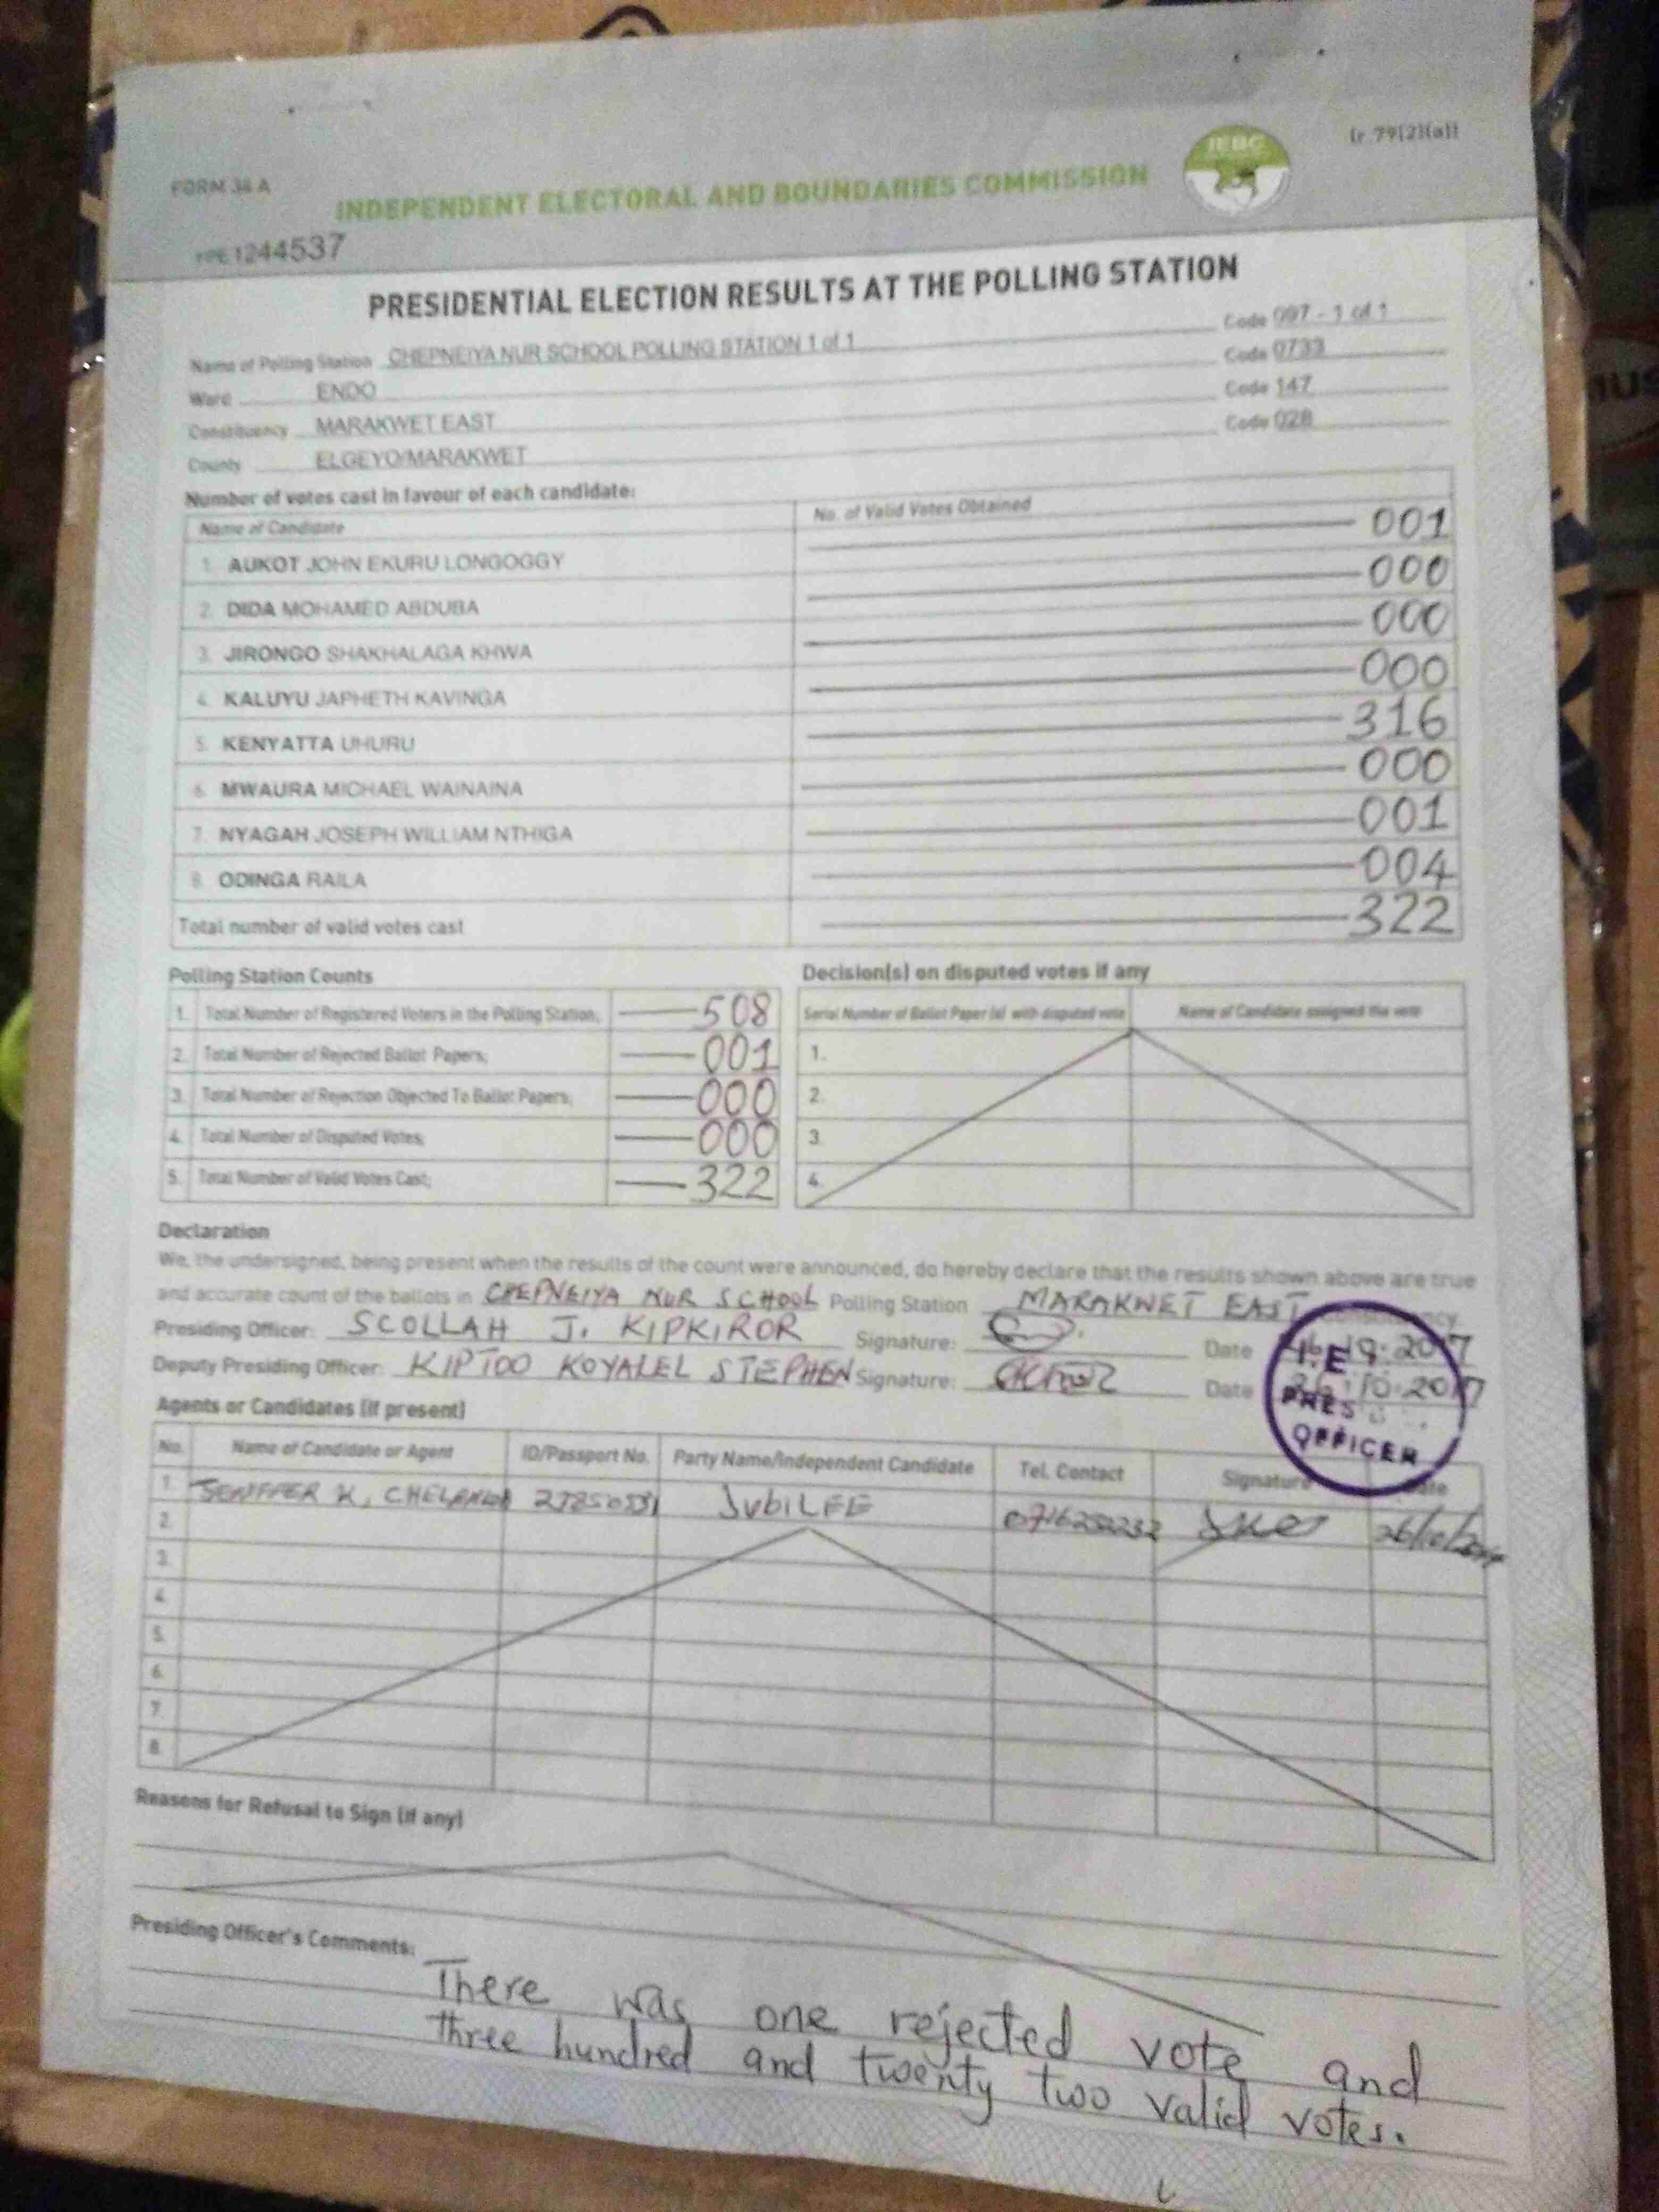 (r 79(2)(a))
FORM 34 A
IEBC
INDEPENDENT ELECTORAL AND BOUNDARIES COMMISSION
1244537
PRESIDENTIAL ELECTION RESULTS AT THE POLLING STATION
Name of Polling Station CHEPNEIYA NUR SCHOOL POLLING STATION 1 of 1 Code 097 - 1 of 1
Ward ENDO Code 0733
Constituency MARAKWET EAST Code 147
County ELGEYO/MARAKWET Code 028
Number of votes cast in favour of each candidate:
Name of Candidate No. of Valid Votes Obtained
1. AUKOT JOHN EKURU LONGOGGY 001
2. DIDA MOHAMED ABDUBA 000
3. JIRONGO SHAKHALAGA KHWA 000
4. KALUYU JAPHETH KAVINGA 000
5. KENYATTA UHURU 316
6. MWAURA MICHAEL WAINAINA 000
7. NYAGAH JOSEPH WILLIAM NTHIGA 001
8. ODINGA RAILA 004
Total number of valid votes cast 322
Polling Station Counts
1. Total Number of Registered Voters in the Polling Station; 508
2. Total Number of Rejected Ballot Papers; 001
3. Total Number of Rejection Objected To Ballot Papers; 000
4. Total Number of Disputed Votes; 000
5. Total Number of Valid Votes Cast; 322
Decision(s) on disputed votes if any
Serial Number of Ballot Paper (s) with disputed vote Name of Candidate assigned the vote
1.
2.
3.
4.
Declaration
We, the undersigned, being present when the results of the count were announced, do hereby declare that the results shown above are true
and accurate count of the ballots in CHEPNEIYA NUR SCHOOL Polling Station MARAKWET EAST
Presiding Officer: SCOLLAH J. KIPKIROR Signature: Date
Deputy Presiding Officer: KIPTOO KOYALEL STEPHEN Signature: Date 26.10.2017
I.E
PRES
OFFICER
Agents or Candidates (if present)
No. Name of Candidate or Agent ID/Passport No. Party Name/Independent Candidate Tel. Contact Signature Date
1. K. JUBILEE 26/10/2017
2.
3.
4.
5.
6.
7.
8.
Reasons for Refusal to Sign (if any)
Presiding Officer's Comments:
There was one rejected vote and
three hundred and twenty two valid votes.